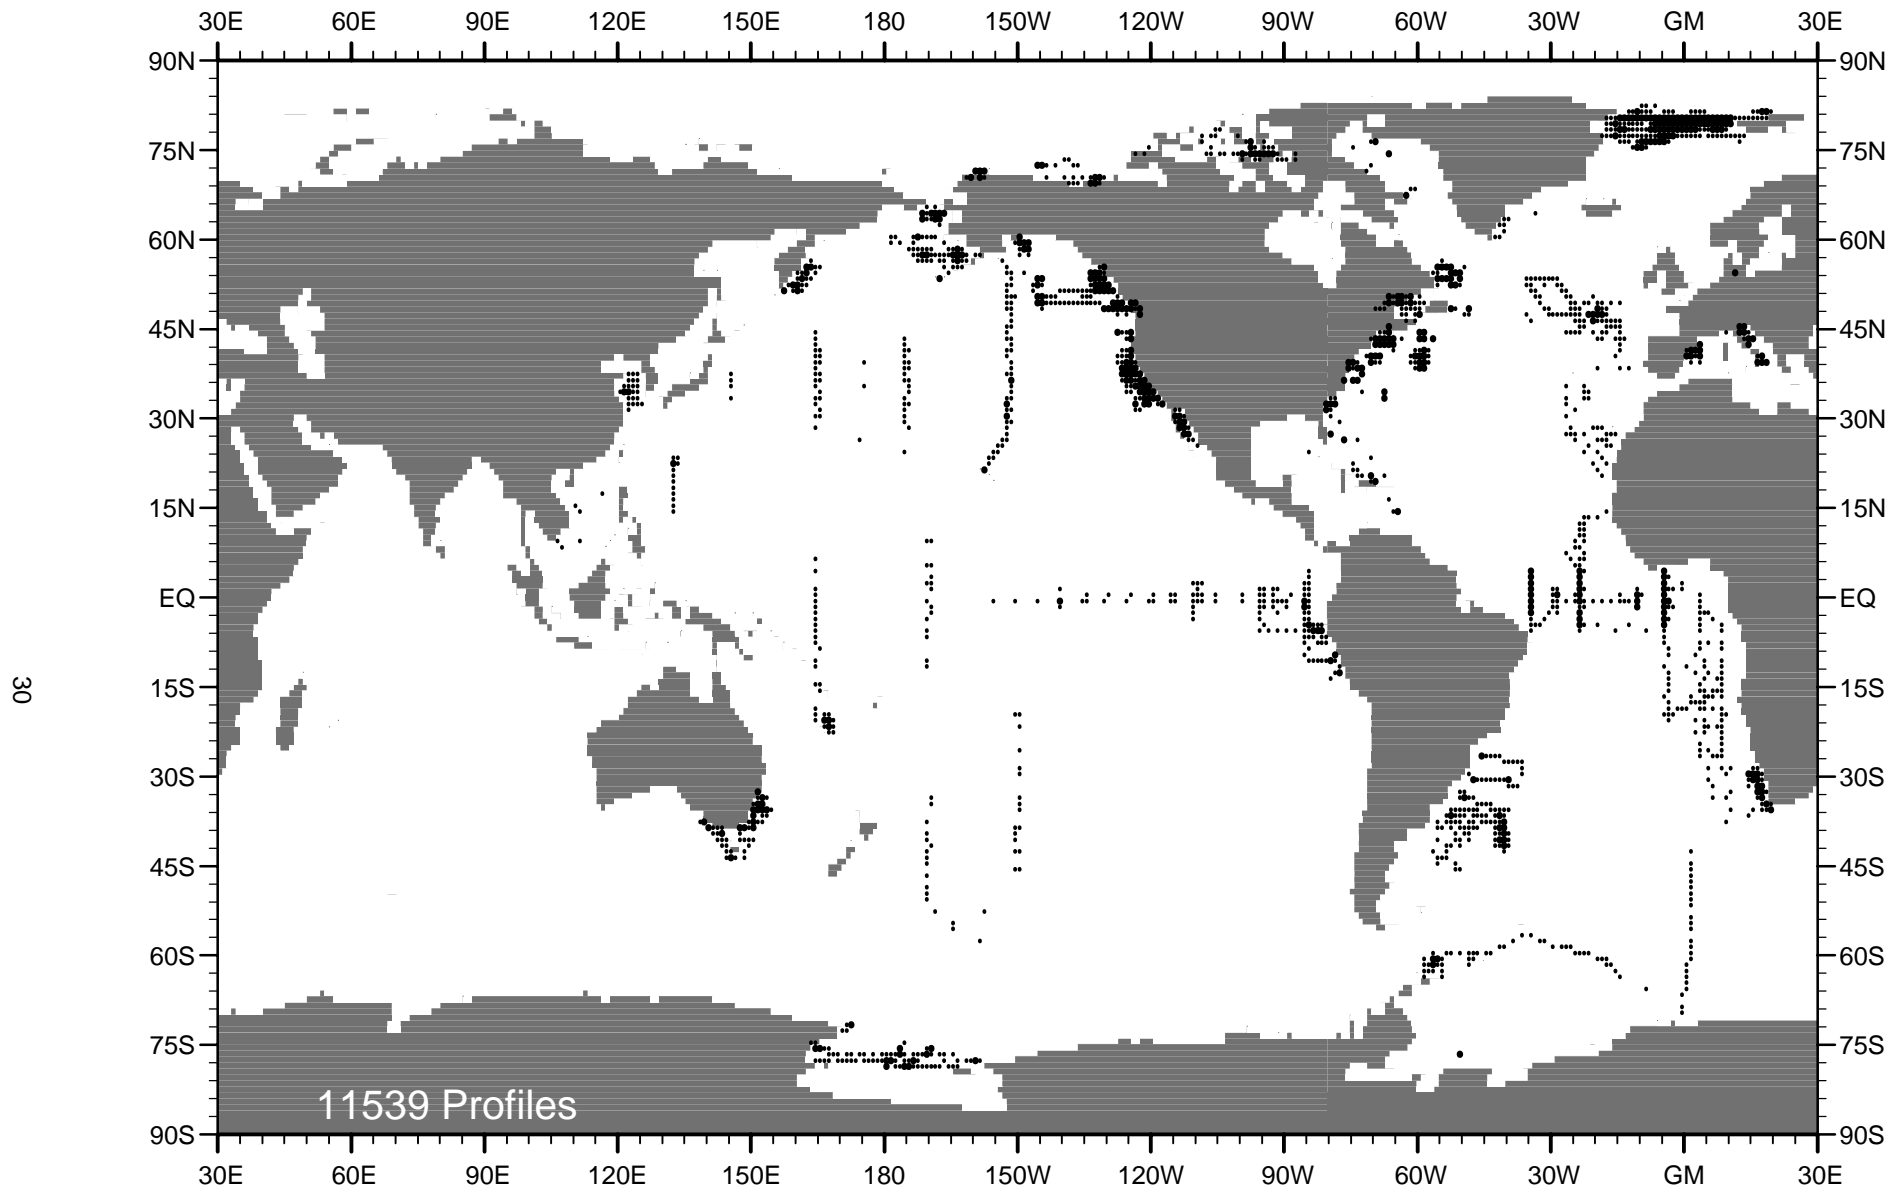 30E 60E 90E 120E 150E 180 150W 120W 90W 60W 30W GM 30E
90N 90N
75N 75N
60N 60N
45N 45N
30N 30N
15N 15N
EQ EQ
15S 15S
30
30S 30S
45S 45S
60S 60S
75S 75S
11539 Profiles
90S 90S
30E 60E 90E 120E 150E 180 150W 120W 90W 60W 30W GM 30E